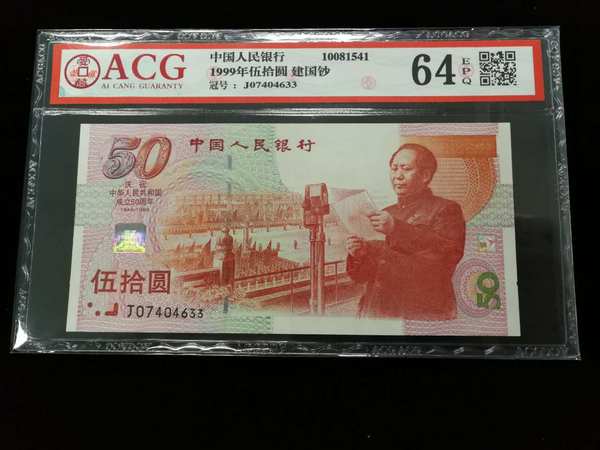 ACG
AI CANG GUARANTY
中国人民银行 10081541
1999年伍拾圆 建国钞
冠号：J07404633
64 EPQ
50
中国人民银行
庆祝
中华人民共和国
成立50周年
1949-1999
伍拾圆
J07404633
50